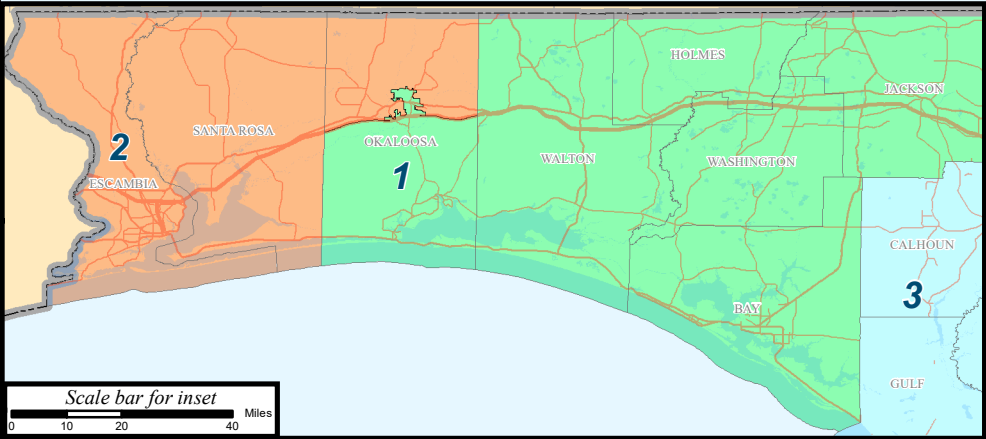 HOLMES
JACKSON
SANTA ROSA
2
OKALOOSA
WALTON
WASHINGTON
1
ESCAMBIA
CALHOUN
3
BAY
GULF
Scale bar for inset
Miles
0 10 20 40